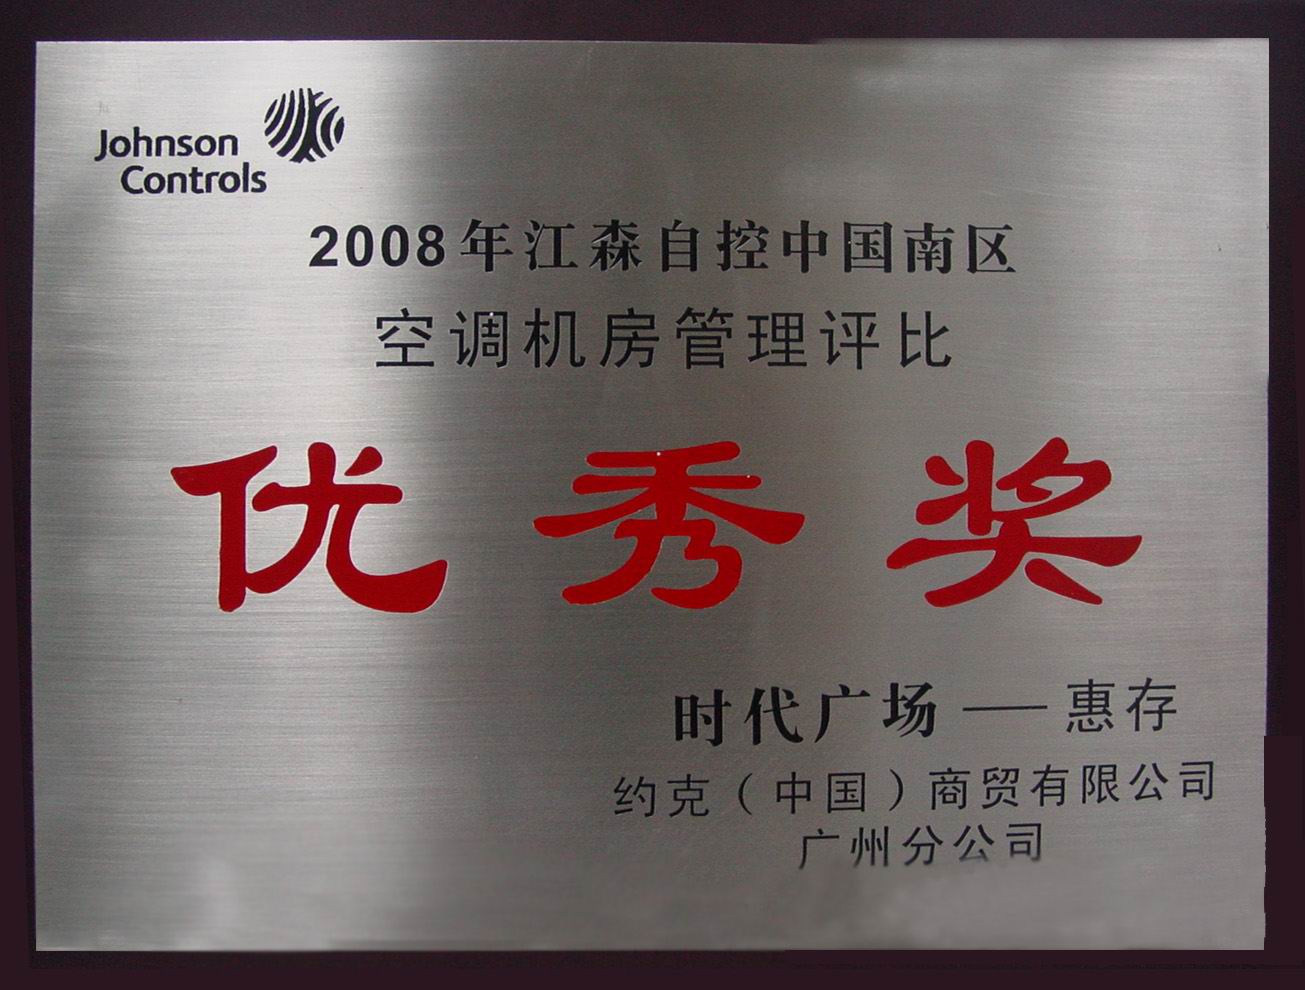 Johnson
Controls
2008年江森自控中国南区
空调机房管理评比
优秀奖
时代广场——惠存
约克（中国）商贸有限公司
广州分公司